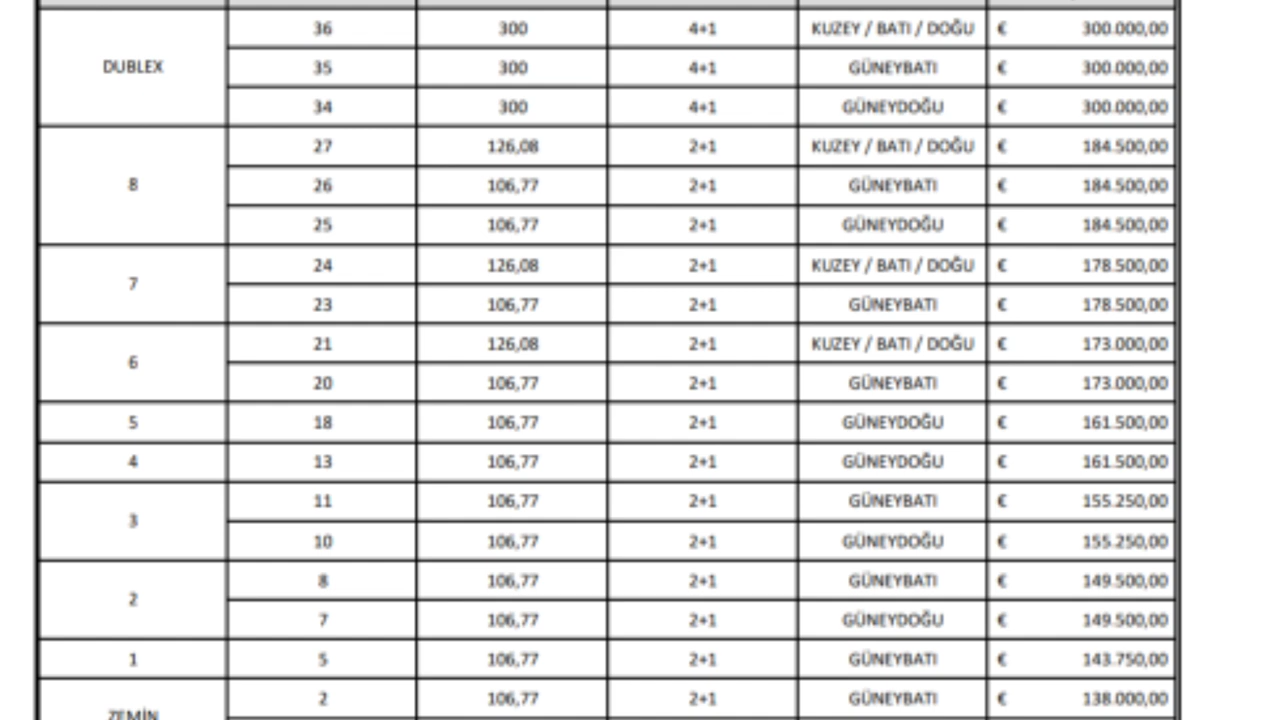 DUBLEX
36 300 4+1 KUZEY / BATI / DOĞU € 300.000,00
35 300 4+1 GÜNEYBATI € 300.000,00
34 300 4+1 GÜNEYDOĞU € 300.000,00
8
27 126,08 2+1 KUZEY / BATI / DOĞU € 184.500,00
26 106,77 2+1 GÜNEYBATI € 184.500,00
25 106,77 2+1 GÜNEYDOĞU € 184.500,00
7
24 126,08 2+1 KUZEY / BATI / DOĞU € 178.500,00
23 106,77 2+1 GÜNEYBATI € 178.500,00
6
21 126,08 2+1 KUZEY / BATI / DOĞU € 173.000,00
20 106,77 2+1 GÜNEYBATI € 173.000,00
5 18 106,77 2+1 GÜNEYDOĞU € 161.500,00
4 13 106,77 2+1 GÜNEYDOĞU € 161.500,00
3
11 106,77 2+1 GÜNEYBATI € 155.250,00
10 106,77 2+1 GÜNEYDOĞU € 155.250,00
2
8 106,77 2+1 GÜNEYBATI € 149.500,00
7 106,77 2+1 GÜNEYDOĞU € 149.500,00
1 5 106,77 2+1 GÜNEYBATI € 143.750,00
ZEMİN
2 106,77 2+1 GÜNEYBATI € 138.000,00